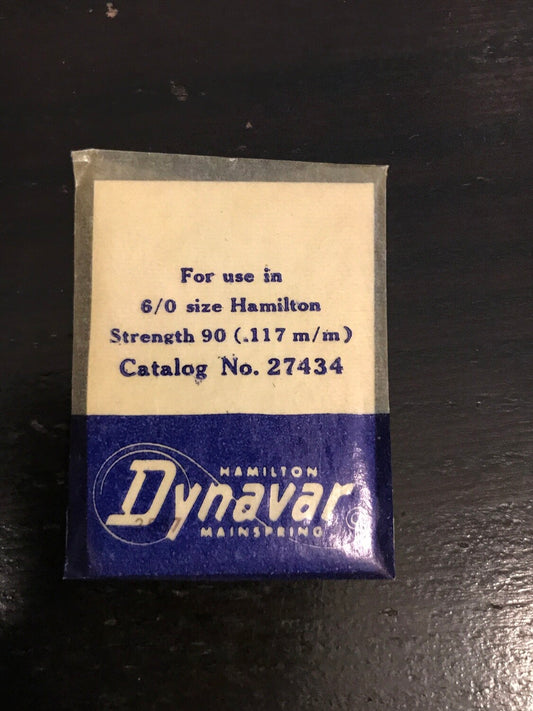 For use in
6/0 size Hamilton
Strength 90 (.117 m/m)
Catalog No. 27434
HAMILTON
Dynavar
MAINSPRING
®